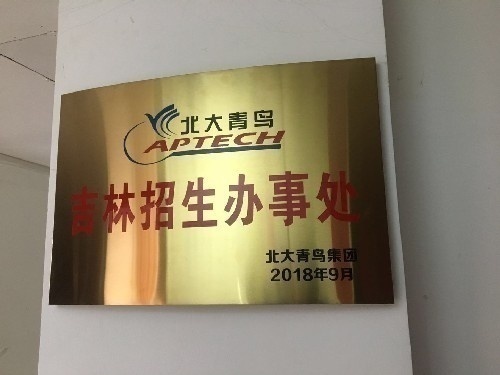 北大青鸟
APTECH
吉林招生办事处
北大青鸟集团
2018年9月